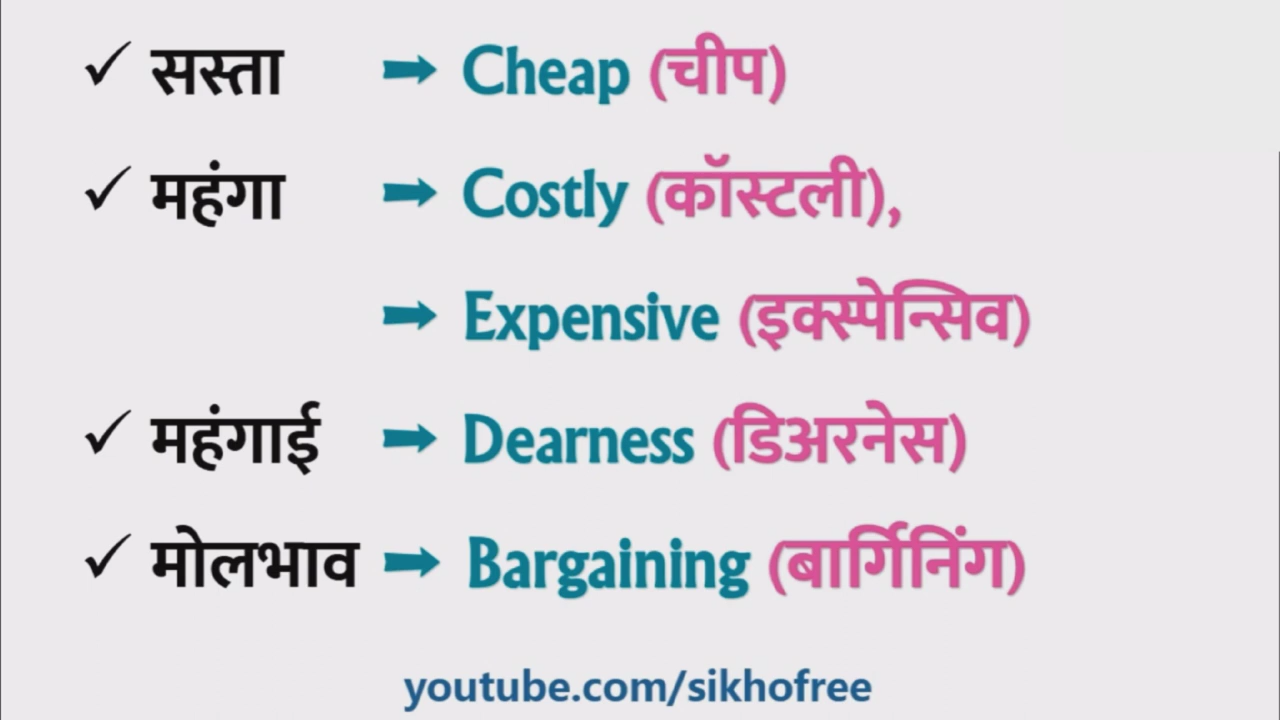 ✓ सस्ता ➡ Cheap (चीप)
✓ महंगा ➡ Costly (कॉस्टली),
➡ Expensive (इक्स्पेन्सिव)
✓ महंगाई ➡ Dearness (डिअरनेस)
✓ मोलभाव ➡ Bargaining (बार्गिनिंग)
youtube.com/sikhofree